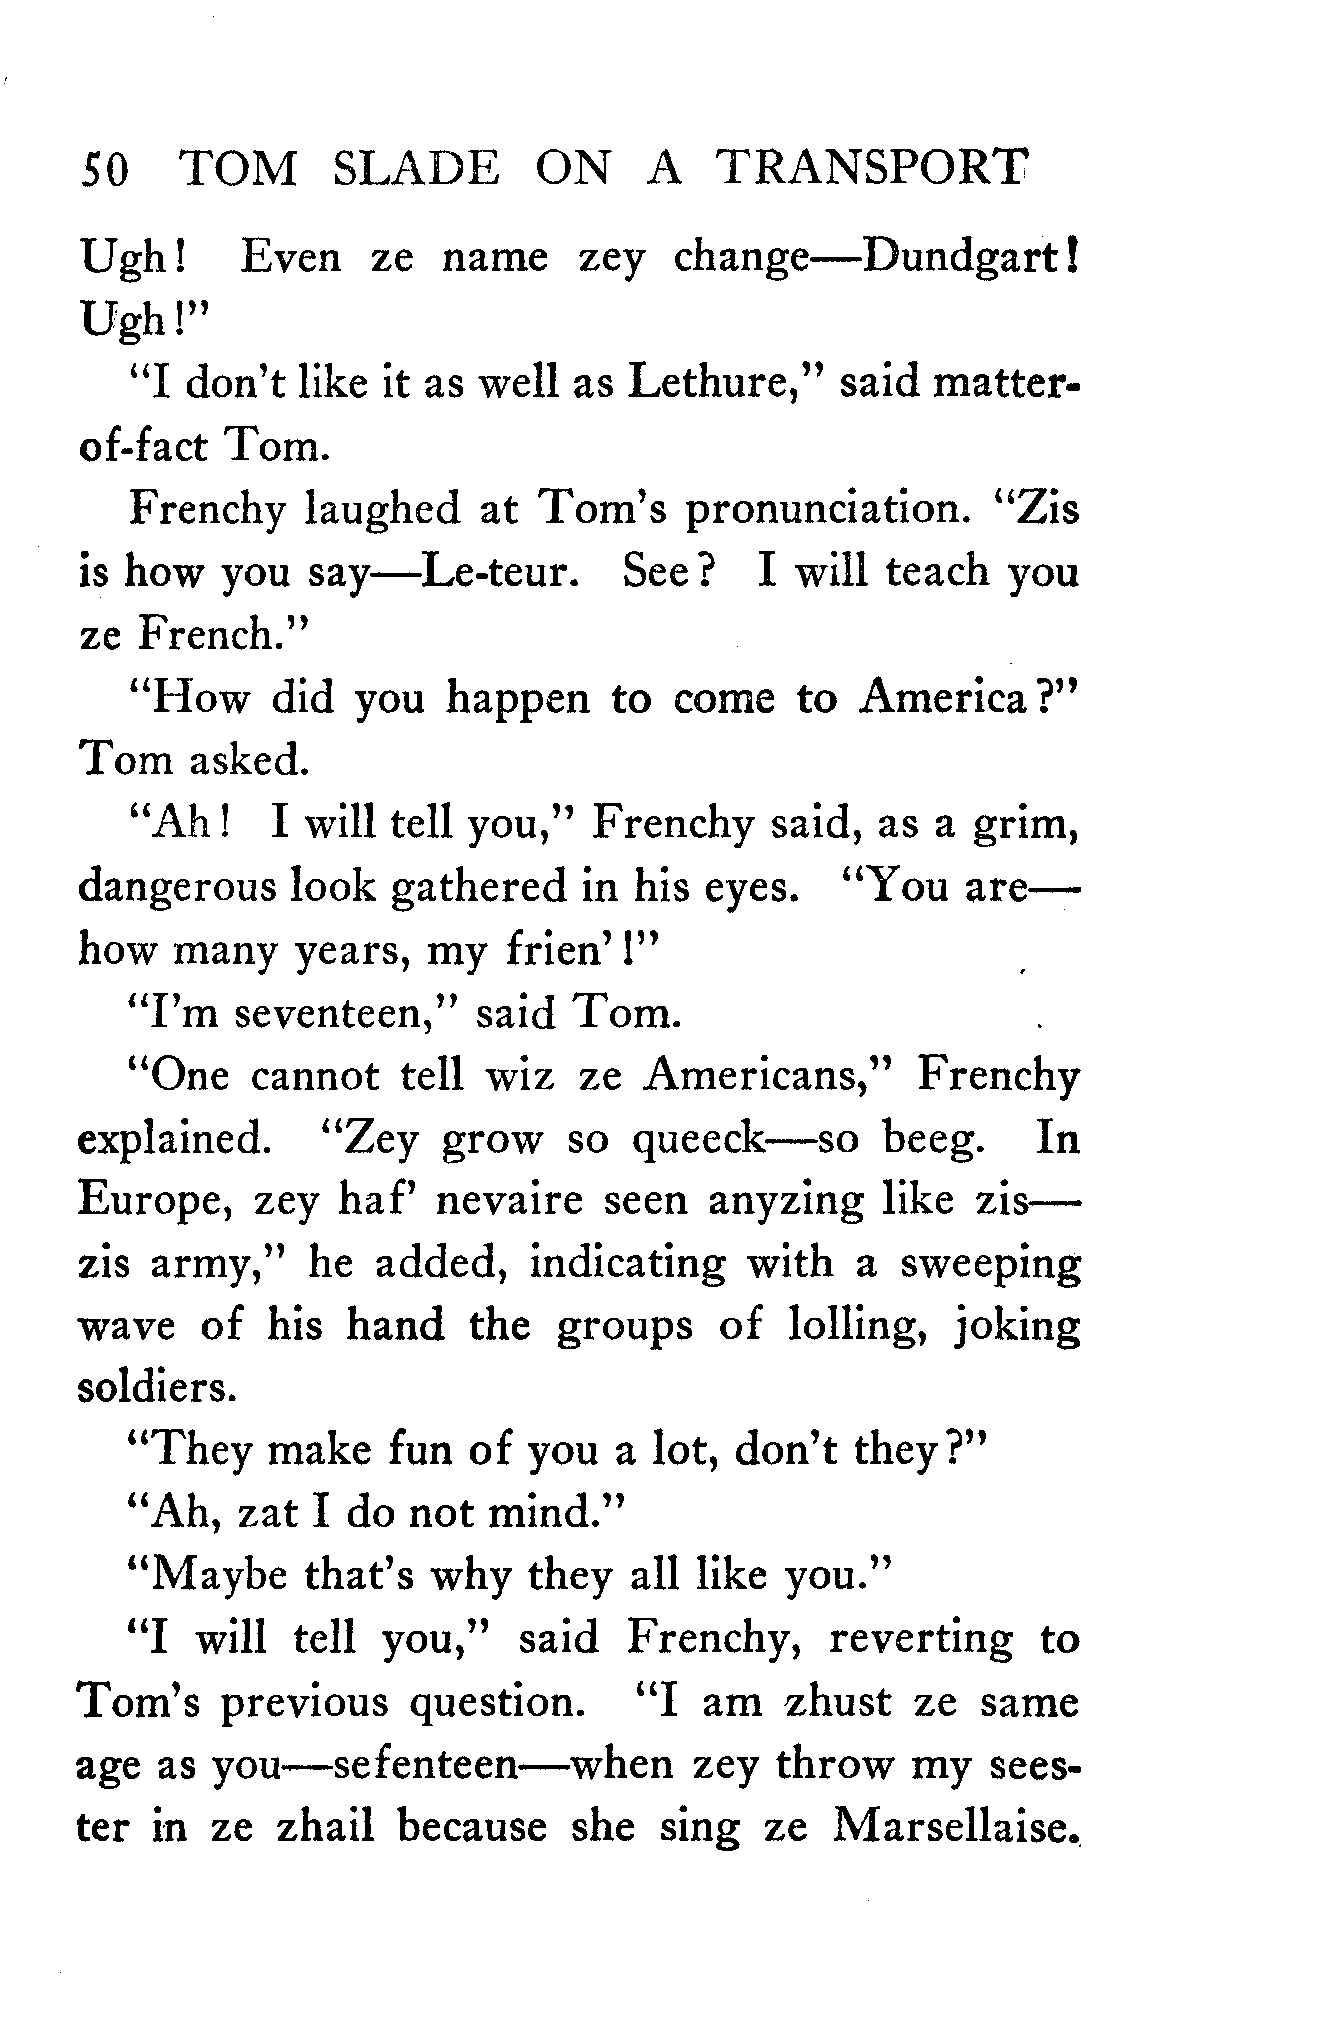 50 TOM SLADE ON A TRANSPORT
Ugh! Even ze name zey change—Dundgart!
Ugh!"
"I don't like it as well as Lethure," said matter-
of-fact Tom.
Frenchy laughed at Tom's pronunciation. "Zis
is how you say—Le-teur. See? I will teach you
ze French."
"How did you happen to come to America?"
Tom asked.
"Ah! I will tell you," Frenchy said, as a grim,
dangerous look gathered in his eyes. "You are—
how many years, my frien'!"
"I'm seventeen," said Tom.
"One cannot tell wiz ze Americans," Frenchy
explained. "Zey grow so queeck—so beeg. In
Europe, zey haf' nevaire seen anyzing like zis—
zis army," he added, indicating with a sweeping
wave of his hand the groups of lolling, joking
soldiers.
"They make fun of you a lot, don't they?"
"Ah, zat I do not mind."
"Maybe that's why they all like you."
"I will tell you," said Frenchy, reverting to
Tom's previous question. "I am zhust ze same
age as you—sefenteen—when zey throw my sees-
ter in ze zhail because she sing ze Marsellaise.